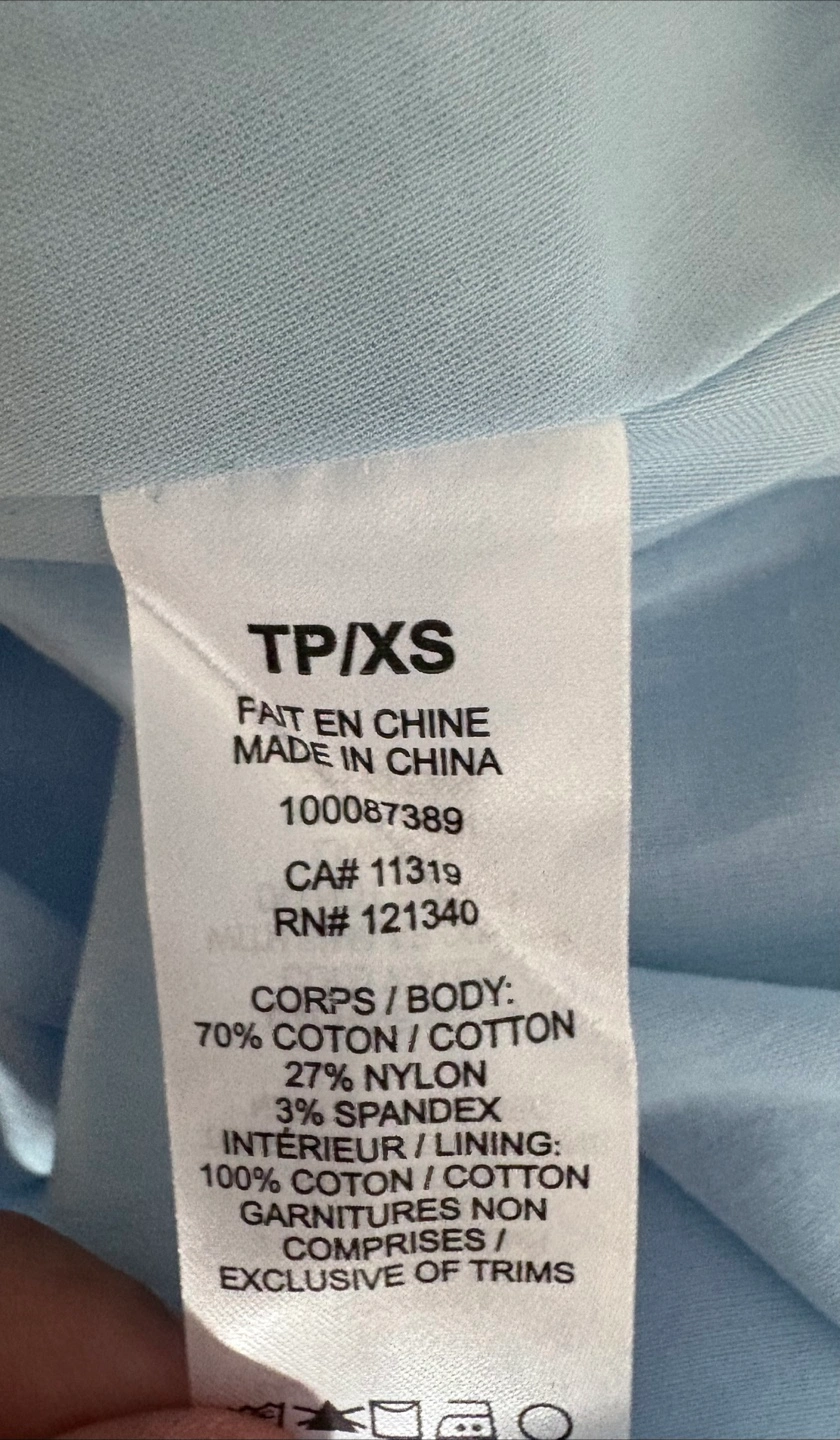 TP/XS
FAIT EN CHINE
MADE IN CHINA
100087389
CA# 11319
RN# 121340
CORPS / BODY:
70% COTON / COTTON
27% NYLON
3% SPANDEX
INTÉRIEUR / LINING:
100% COTON / COTTON
GARNITURES NON
COMPRISES /
EXCLUSIVE OF TRIMS